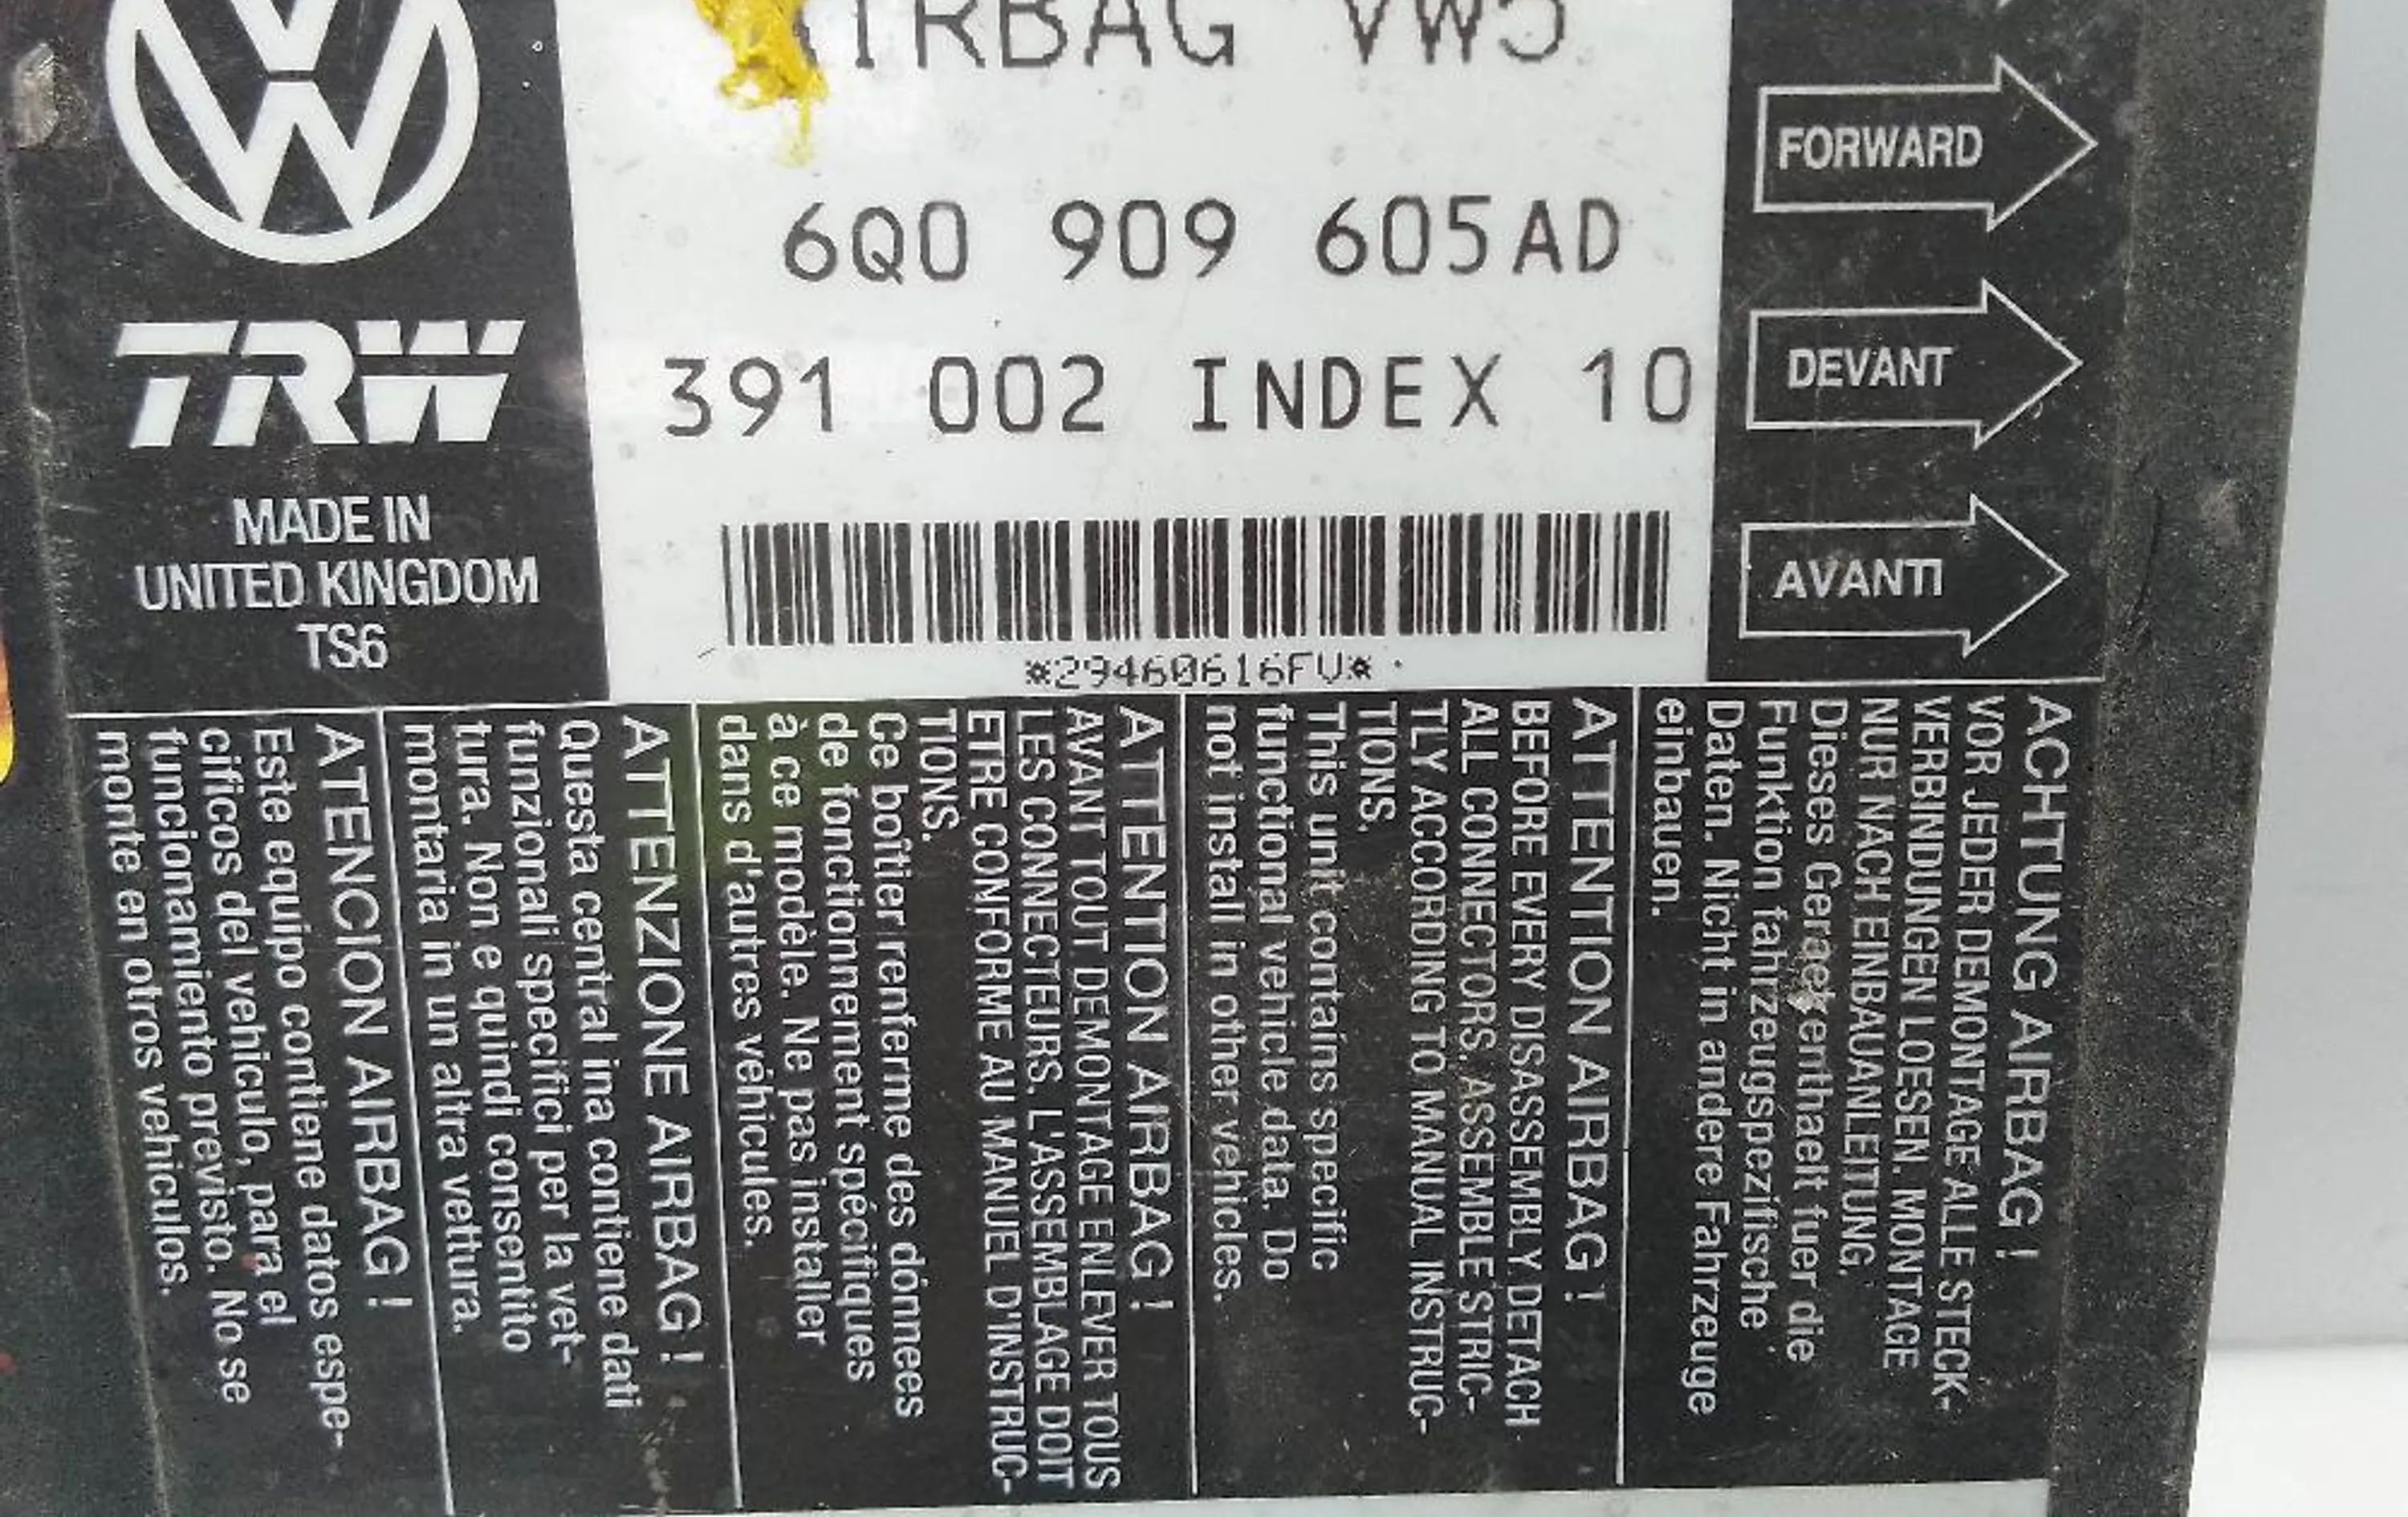 AIRBAG VW5
6Q0 909 605AD
391 002 INDEX 10
*29460616FV*
TRW
MADE IN
UNITED KINGDOM
TS6
FORWARD
DEVANT
AVANTI
ACHTUNG AIRBAG !
VOR JEDER DEMONTAGE ALLE STECK-
VERBINDUNGEN LOESEN. MONTAGE
NUR NACH EINBAUANLEITUNG.
Dieses Geraet enthaelt fuer die
Funktion fahrzeugspezifische
Daten. Nicht in andere Fahrzeuge
einbauen.
ATTENTION AIRBAG !
BEFORE EVERY DISASSEMBLY, DETACH
ALL CONNECTORS. ASSEMBLE STRIC-
TLY ACCORDING TO MANUAL INSTRUC-
TIONS.
This unit contains specific
functional vehicle data. Do
not install in other vehicles.
ATTENTION AIRBAG !
AVANT TOUT DEMONTAGE ENLEVER TOUS
LES CONNECTEURS. L'ASSEMBLAGE DOIT
ETRE CONFORME AU MANUEL D'INSTRUC-
TIONS.
Ce boîtier renferme des données
de fonctionnement spécifiques
à ce modèle. Ne pas installer
dans d'autres véhicules.
ATTENZIONE AIRBAG !
Questa central ina contiene dati
funzionali specifici per la vet-
tura. Non e quindi consentito
montaria in un altra vettura.
ATENCION AIRBAG !
Este equipo contiene datos espe-
cificos del vehiculo, para el
funcionamiento previsto. No se
monte en otros vehiculos.